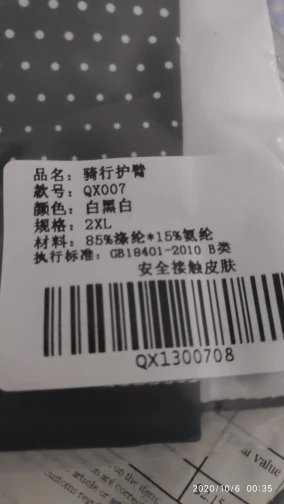 品名：骑行护臂
款号：QX007
颜色：白黑白
规格：2XL
材料：85%涤纶*15%氨纶
执行标准：GB18401-2010 B类
安全接触皮肤
QX1300708
al value
2020/10/6 00:35